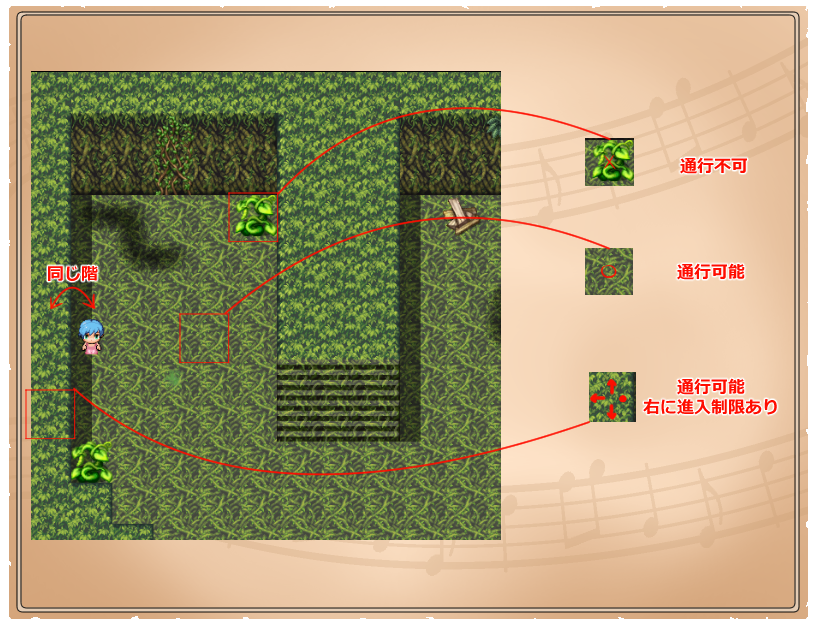 通行不可
通行可能
同じ階
通行可能
右に進入制限あり